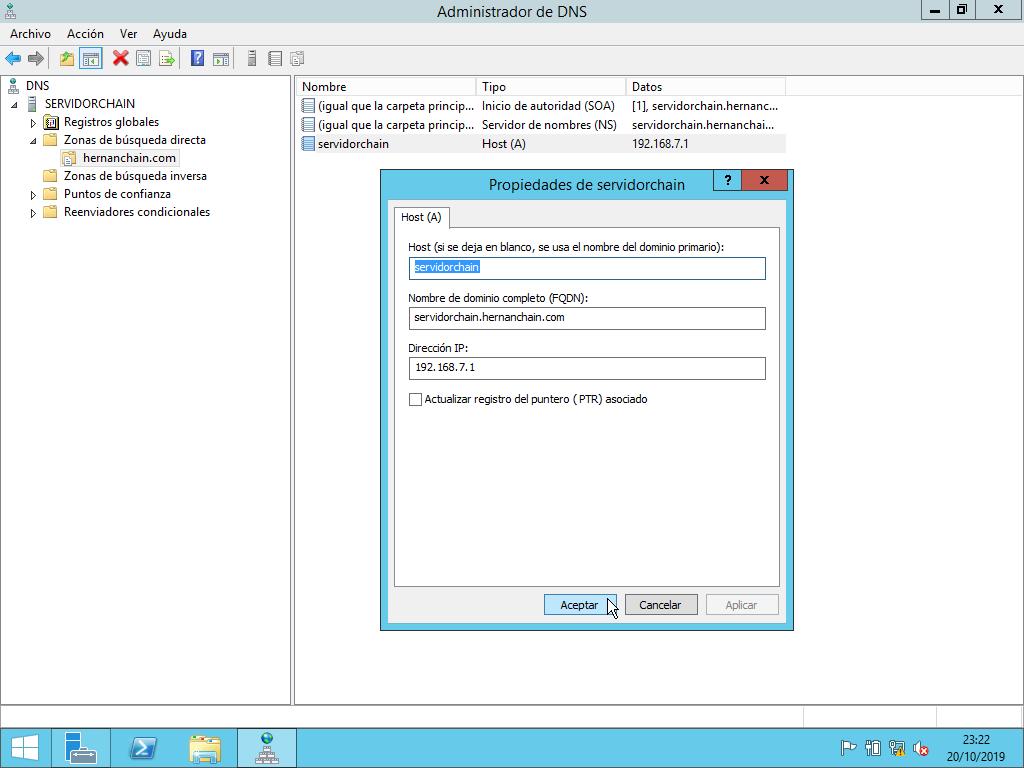 Administrador de DNS
Archivo Acción Ver Ayuda
DNS
SERVIDORCHAIN
Registros globales
Zonas de búsqueda directa
hernanchain.com
Zonas de búsqueda inversa
Puntos de confianza
Reenviadores condicionales
Nombre Tipo Datos
(igual que la carpeta princip... Inicio de autoridad (SOA) [1], servidorchain.hernanc...
(igual que la carpeta princip... Servidor de nombres (NS) servidorchain.hernanchai...
servidorchain Host (A) 192.168.7.1
Propiedades de servidorchain
Host (A)
Host (si se deja en blanco, se usa el nombre del dominio primario):
servidorchain
Nombre de dominio completo (FQDN):
servidorchain.hernanchain.com
Dirección IP:
192.168.7.1
Actualizar registro del puntero (PTR) asociado
Aceptar Cancelar Aplicar
23:22
20/10/2019